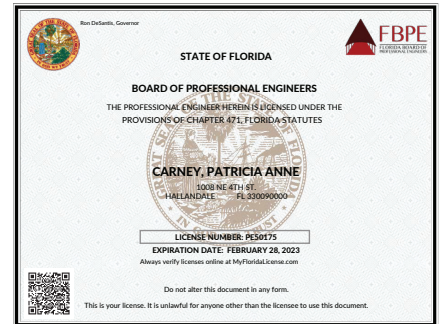 Ron DeSantis, Governor
FBPE
FLORIDA BOARD OF
PROFESSIONAL ENGINEERS
STATE OF FLORIDA
BOARD OF PROFESSIONAL ENGINEERS
THE PROFESSIONAL ENGINEER HEREIN IS LICENSED UNDER THE
PROVISIONS OF CHAPTER 471, FLORIDA STATUTES
CARNEY, PATRICIA ANNE
1008 NE 4TH ST.
HALLANDALE FL 330090000
LICENSE NUMBER: PE50175
EXPIRATION DATE: FEBRUARY 28, 2023
Always verify licenses online at MyFloridaLicense.com
Do not alter this document in any form.
This is your license. It is unlawful for anyone other than the licensee to use this document.